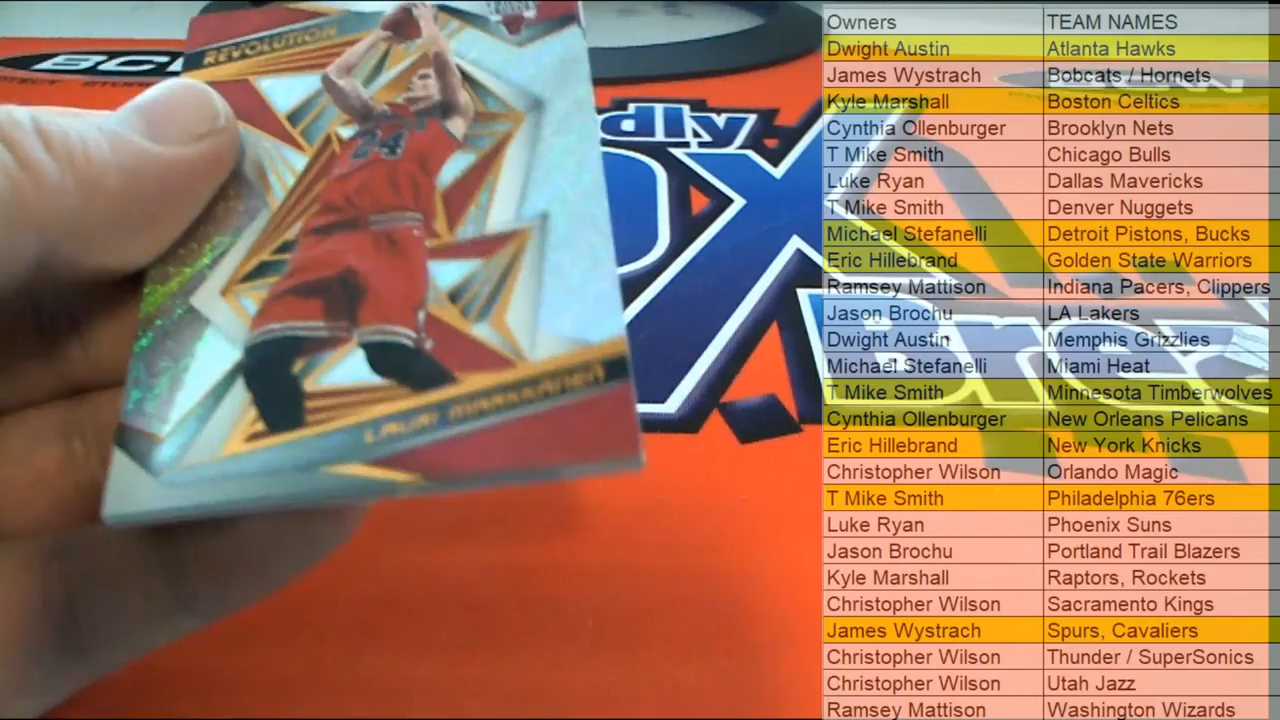 Owners TEAM NAMES
Dwight Austin Atlanta Hawks
James Wystrach Bobcats / Hornets
Kyle Marshall Boston Celtics
Cynthia Ollenburger Brooklyn Nets
T Mike Smith Chicago Bulls
Luke Ryan Dallas Mavericks
T Mike Smith Denver Nuggets
Michael Stefanelli Detroit Pistons, Bucks
Eric Hillebrand Golden State Warriors
Ramsey Mattison Indiana Pacers, Clippers
Jason Brochu LA Lakers
Dwight Austin Memphis Grizzlies
Michael Stefanelli Miami Heat
T Mike Smith Minnesota Timberwolves
Cynthia Ollenburger New Orleans Pelicans
Eric Hillebrand New York Knicks
Christopher Wilson Orlando Magic
T Mike Smith Philadelphia 76ers
Luke Ryan Phoenix Suns
Jason Brochu Portland Trail Blazers
Kyle Marshall Raptors, Rockets
Christopher Wilson Sacramento Kings
James Wystrach Spurs, Cavaliers
Christopher Wilson Thunder / SuperSonics
Christopher Wilson Utah Jazz
Ramsey Mattison Washington Wizards
REVOLUTION
24
LAURI MARKKANEN